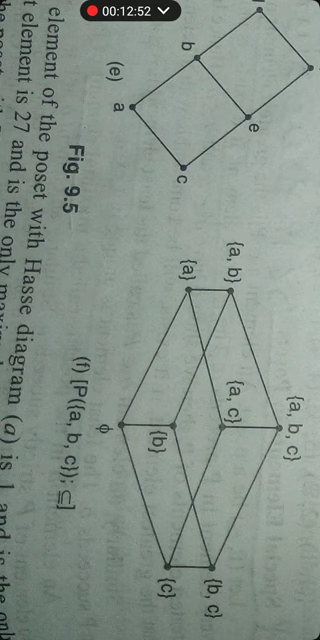 00:12:52
b
e
a
c
(e)
{a, b, c}
{a, b}
{a, c}
{b, c}
{a}
{b}
{c}
ϕ
(f) [P({a, b, c}); ⊆]
Fig. 9.5
element of the poset with Hasse diagram (a) is 1 and is the
t element is 27 and is the only